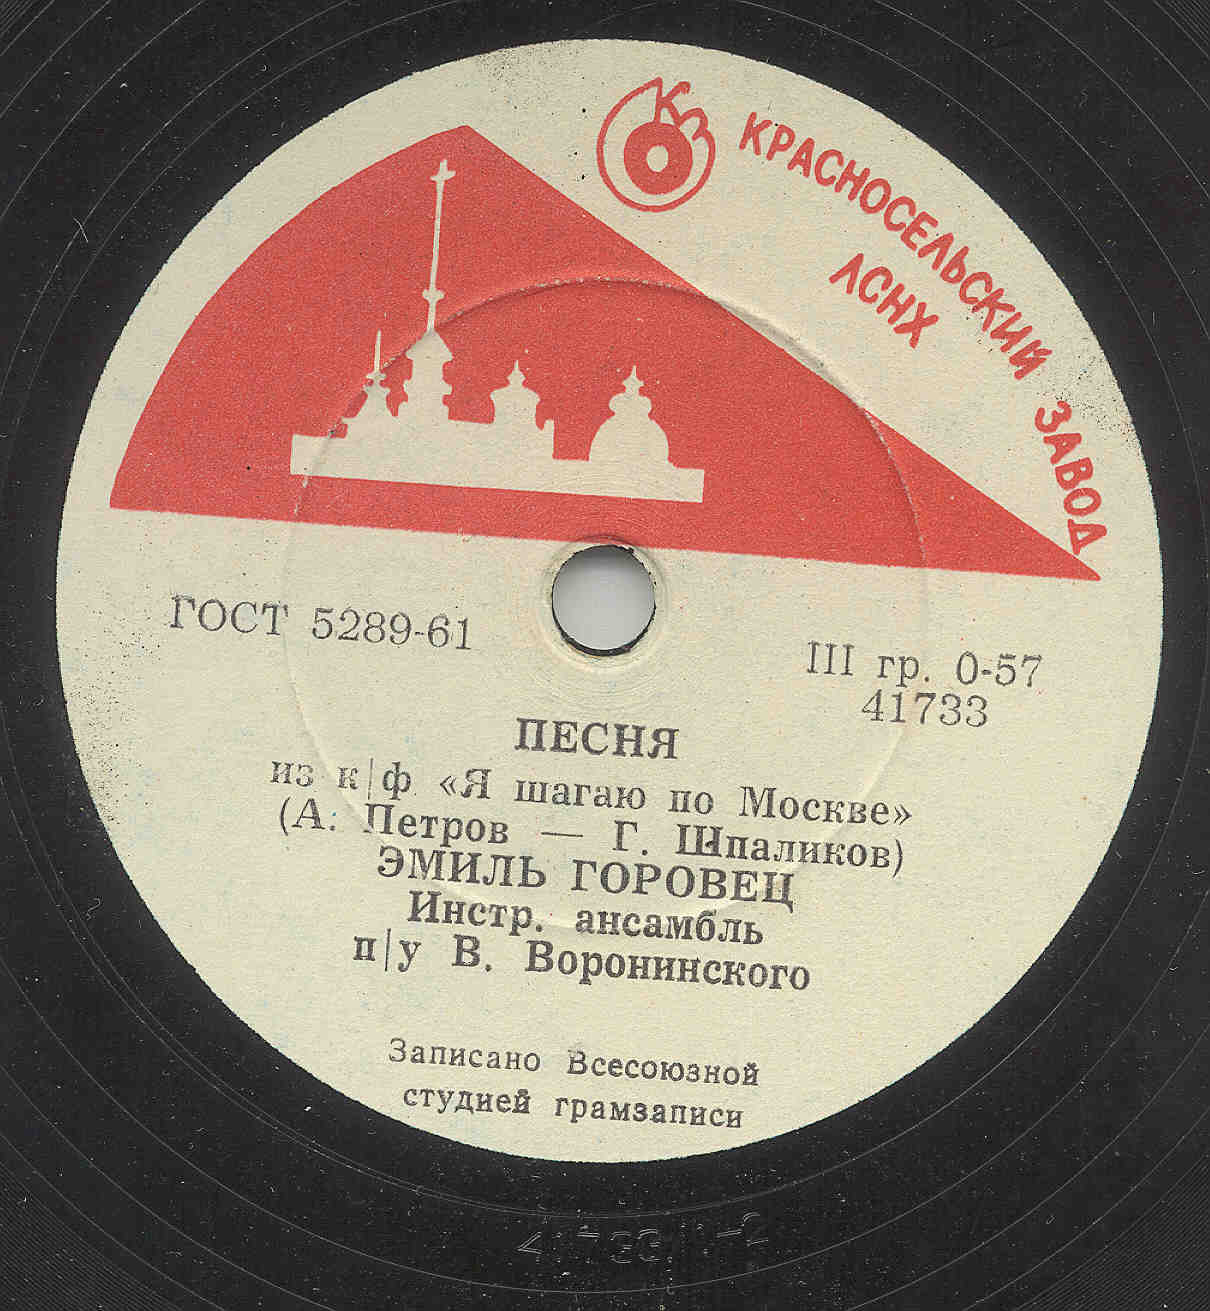 КРАСНОСЕЛЬСКИЙ ЗАВОД
ЛСНХ
ГОСТ 5289-61
III гр. 0-57
41733
ПЕСНЯ
из к|ф «Я шагаю по Москве»
(А. Петров — Г. Шпаликов)
ЭМИЛЬ ГОРОВЕЦ
Инстр. ансамбль
п|у В. Воронинского
Записано Всесоюзной
студией грамзаписи